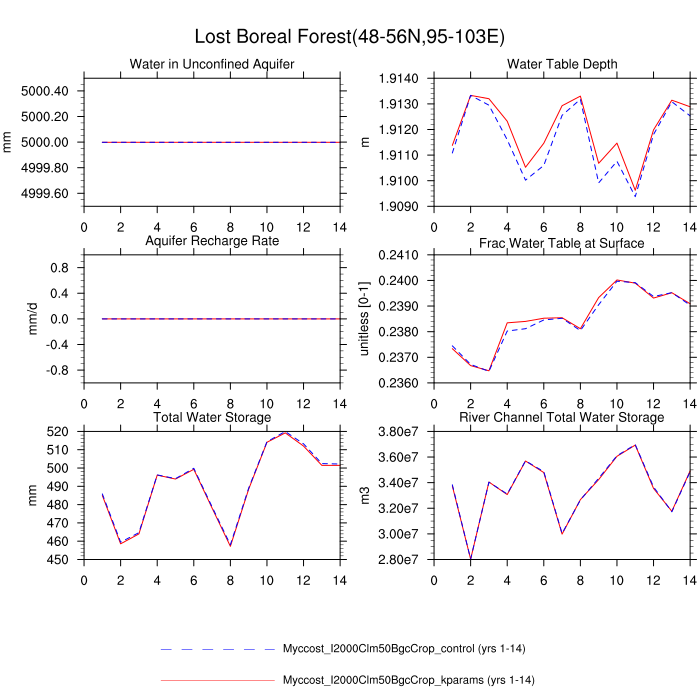 Lost Boreal Forest(48-56N,95-103E)
Water in Unconfined Aquifer
Water Table Depth
5000.40
5000.20
5000.00
4999.80
4999.60
mm
0 2 4 6 8 10 12 14
1.9140
1.9130
1.9120
1.9110
1.9100
1.9090
m
0 2 4 6 8 10 12 14
Aquifer Recharge Rate
Frac Water Table at Surface
0.8
0.4
0.0
-0.4
-0.8
mm/d
0 2 4 6 8 10 12 14
0.2410
0.2400
0.2390
0.2380
0.2370
0.2360
unitless [0-1]
0 2 4 6 8 10 12 14
Total Water Storage
River Channel Total Water Storage
520
510
500
490
480
470
460
450
mm
0 2 4 6 8 10 12 14
3.80e7
3.60e7
3.40e7
3.20e7
3.00e7
2.80e7
m3
0 2 4 6 8 10 12 14
Myccost_I2000Clm50BgcCrop_control (yrs 1-14)
Myccost_I2000Clm50BgcCrop_kparams (yrs 1-14)